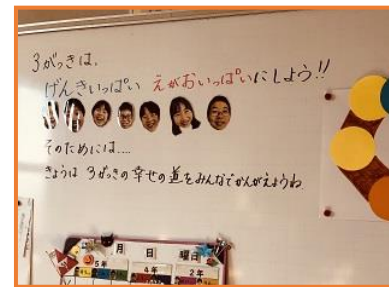 3がっきは、
げんきいっぱい えがおいっぱいにしよう!!
そのためには....
きょうは 3がっきの幸せの道をみんなでかんがえようね
月 日 曜日
5年 4年 2年